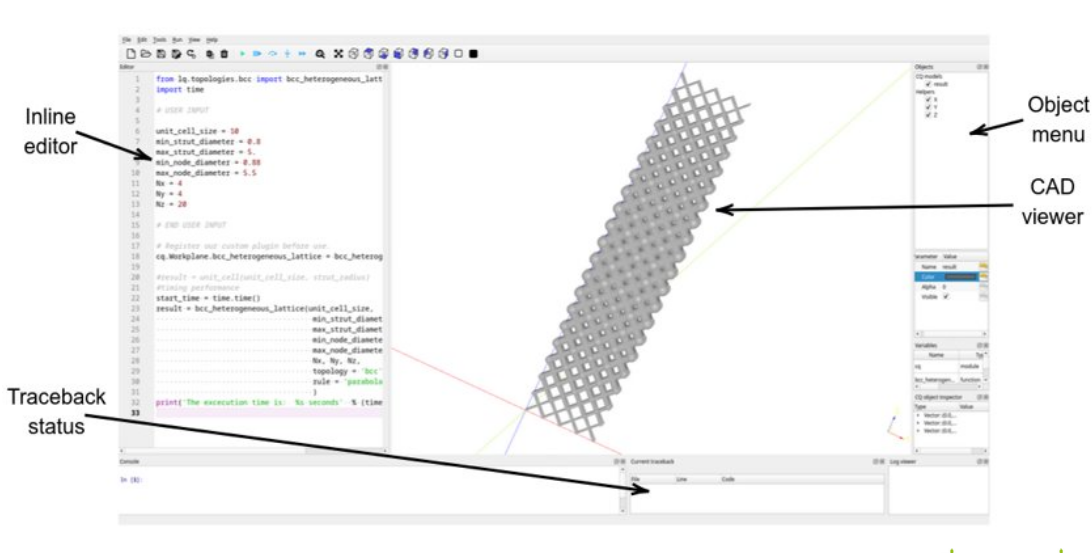 File Edit Tools Run View Help
Editor
1 from lq.topologies.bcc import bcc_heterogeneous_latt
2 import time
3
4 # USER INPUT
5
6 unit_cell_size = 10
7 min_strut_diameter = 0.8
8 max_strut_diameter = 5.
9 min_node_diameter = 0.88
10 max_node_diameter = 5.5
11 Nx = 4
12 Ny = 4
13 Nz = 20
14
15 # END USER INPUT
16
17 # Register our custom plugin before use.
18 cq.Workplane.bcc_heterogeneous_lattice = bcc_heterog
19
20 #result = unit_cell(unit_cell_size, strut_radius)
21 #timing performance
22 start_time = time.time()
23 result = bcc_heterogeneous_lattice(unit_cell_size,
24 min_strut_diamet
25 max_strut_diamet
26 min_node_diamete
27 max_node_diamete
28 Nx, Ny, Nz,
29 topology = 'bcc'
30 rule = 'parabola
31 )
32 print('The excecution time is: %s seconds' % (time
33
Inline
editor
Traceback
status
Object
menu
CAD
viewer
Objects
CQ models
result
Helpers
X
Y
Z
Parameter Value
Name result
Color
Alpha 0
Visible
Variables
Name Typ
cq module
bcc_heterogen... function
CQ object inspector
Type Value
Vector (0.0,...
Vector (0.0,...
Vector (0.0,...
Console
In [8]:
Current traceback
File Line Code
Log viewer